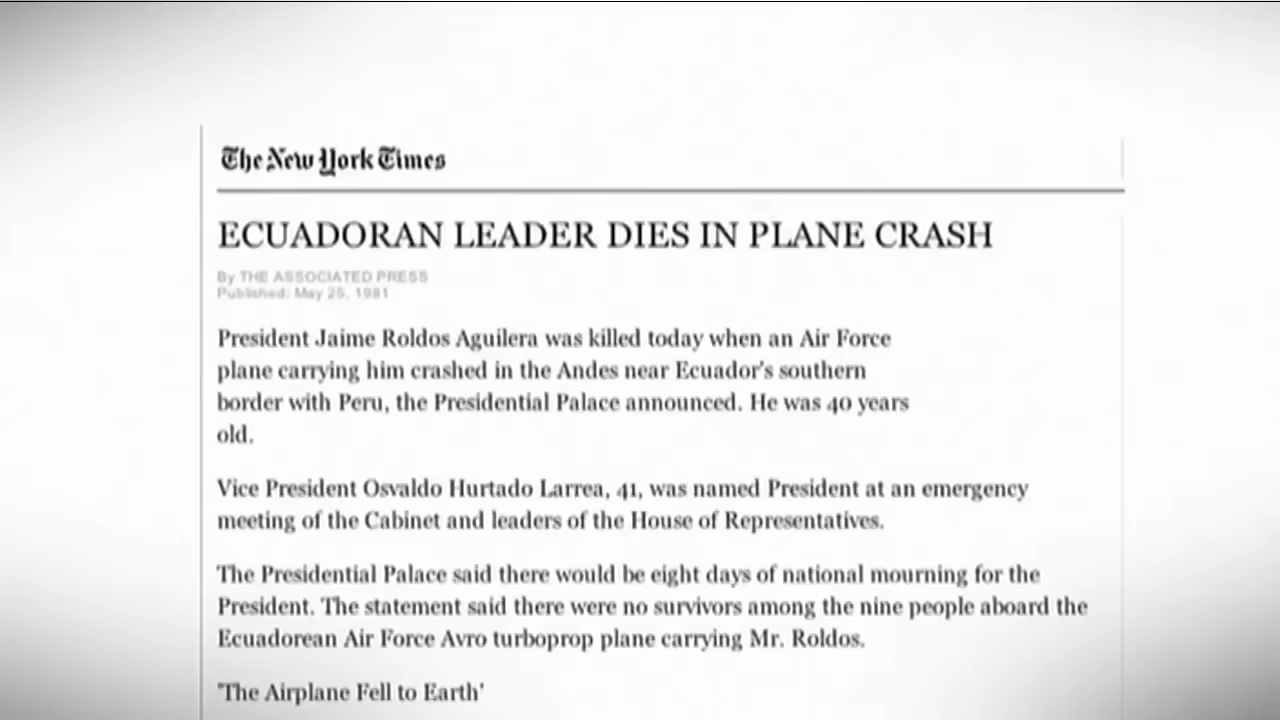 The New York Times
ECUADORAN LEADER DIES IN PLANE CRASH
By THE ASSOCIATED PRESS
Published: May 25, 1981
President Jaime Roldos Aguilera was killed today when an Air Force
plane carrying him crashed in the Andes near Ecuador's southern
border with Peru, the Presidential Palace announced. He was 40 years
old.
Vice President Osvaldo Hurtado Larrea, 41, was named President at an emergency
meeting of the Cabinet and leaders of the House of Representatives.
The Presidential Palace said there would be eight days of national mourning for the
President. The statement said there were no survivors among the nine people aboard the
Ecuadorean Air Force Avro turboprop plane carrying Mr. Roldos.
'The Airplane Fell to Earth'